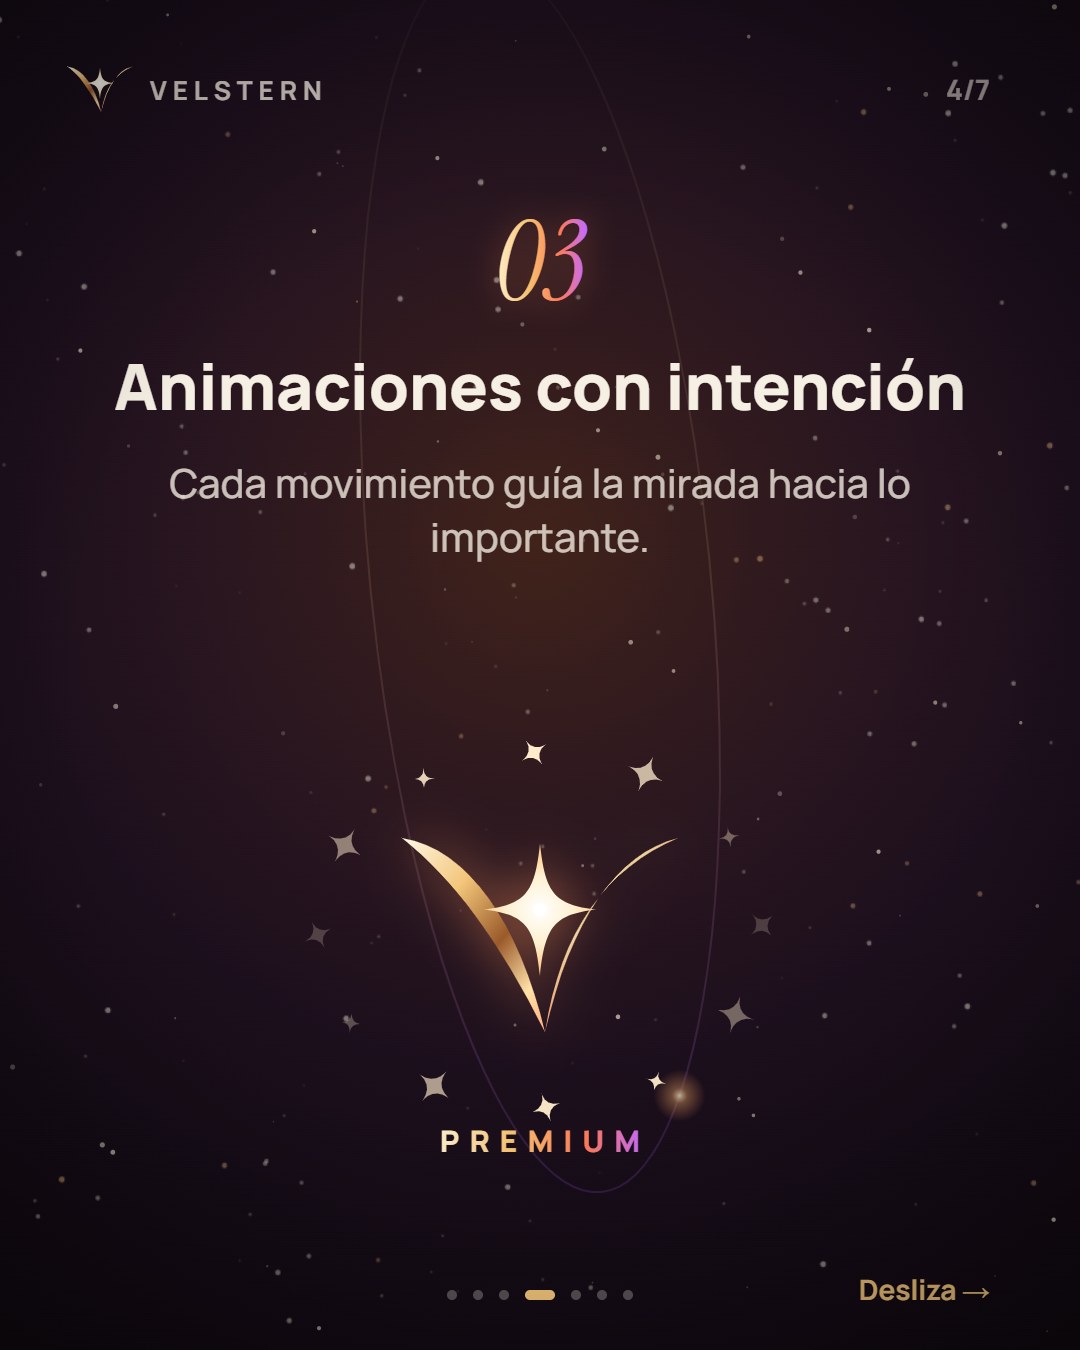 VELSTERN
4/7
03
Animaciones con intención
Cada movimiento guía la mirada hacia lo
importante.
PREMIUM
Desliza →